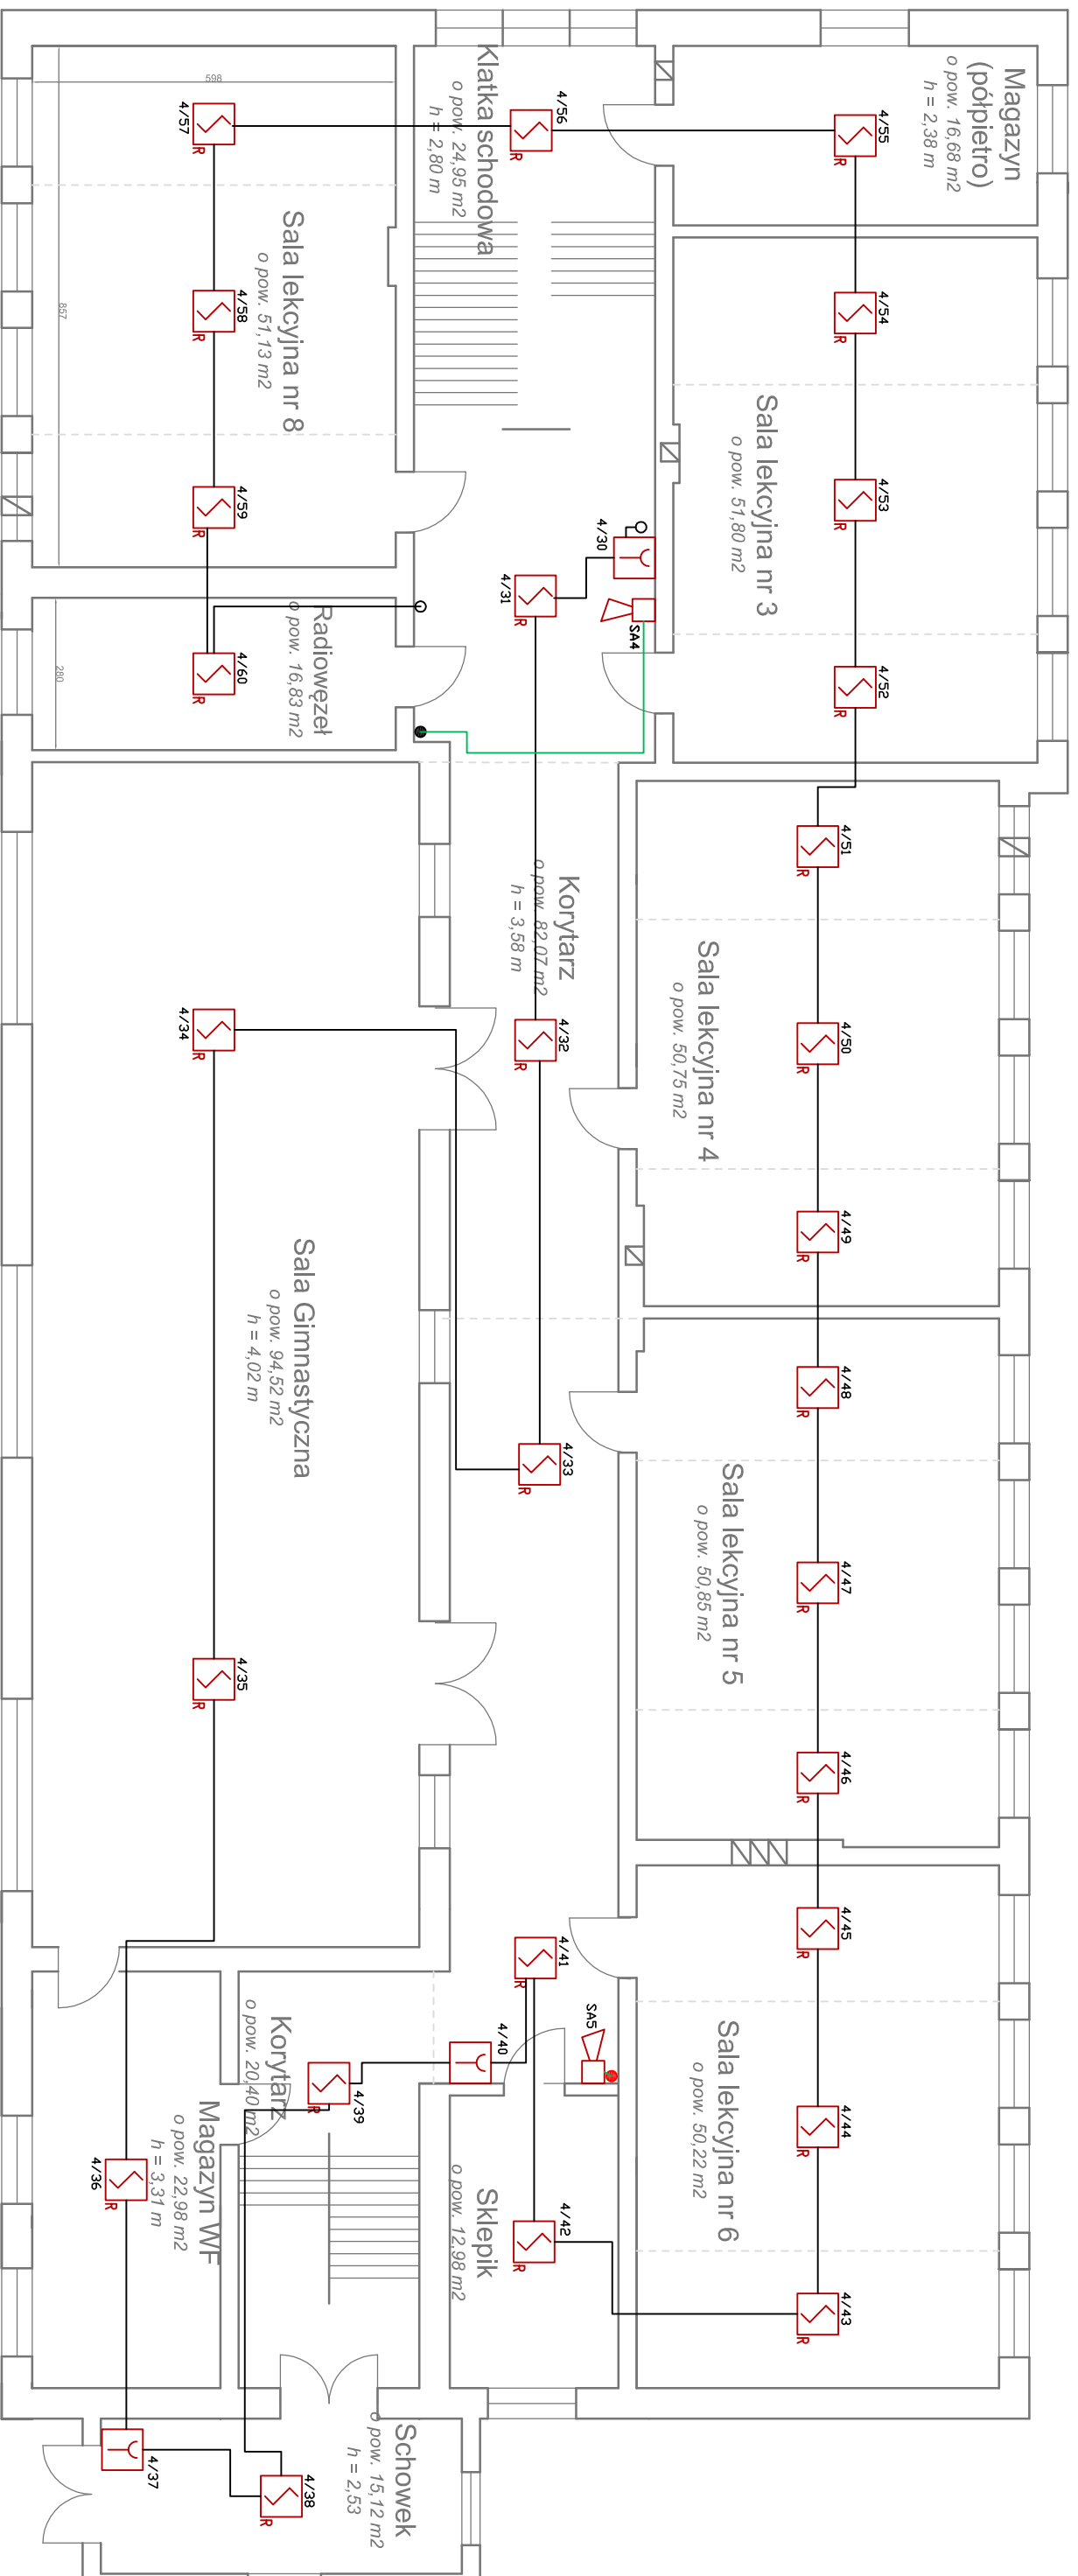 Magazyn
(półpietro)
o pow. 16,68 m2
h = 2,38 m
4/55
R
4/56
R
Klatka schodowa
o pow. 24,95 m2
h = 2,80 m
598
4/57
R
857
Sala lekcyjna nr 8
o pow. 51,13 m2
4/58
R
4/59
R
4/54
R
Sala lekcyjna nr 3
o pow. 51,80 m2
4/53
R
4/52
R
4/30
4/31
R
SA4
Radiowęzeł
o pow. 16,83 m2
280
4/60
R
4/51
R
Sala lekcyjna nr 4
o pow. 50,75 m2
4/50
R
4/49
R
Korytarz
o pow. 82,07 m2
h = 3,58 m
4/32
R
4/34
R
Sala Gimnastyczna
o pow. 94,52 m2
h = 4,02 m
4/33
R
4/35
R
4/48
R
Sala lekcyjna nr 5
o pow. 50,85 m2
4/47
R
4/46
R
4/45
R
Sala lekcyjna nr 6
o pow. 50,22 m2
4/44
R
4/43
R
4/41
R
SA5
4/40
Korytarz
o pow. 20,40 m2
4/39
R
Sklepik
o pow. 12,98 m2
4/42
R
Magazyn WF
o pow. 22,98 m2
h = 3,31 m
4/36
R
Schowek
o pow. 15,12 m2
h = 2,53
4/37
4/38
R